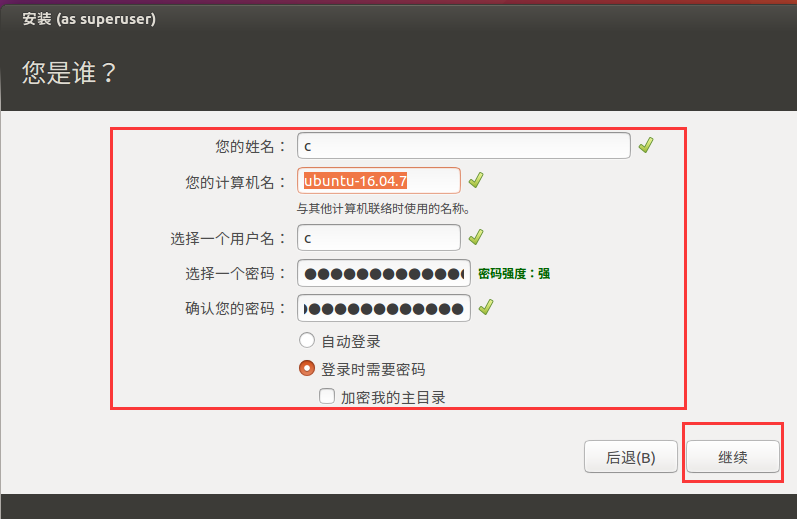 安装 (as superuser)
您是谁？
您的姓名： c
您的计算机名： ubuntu-16.04.7
与其他计算机联络时使用的名称。
选择一个用户名： c
选择一个密码： ●●●●●●●●●●●●● 密码强度：强
确认您的密码： ●●●●●●●●●●●●●
自动登录
登录时需要密码
加密我的主目录
后退(B) 继续